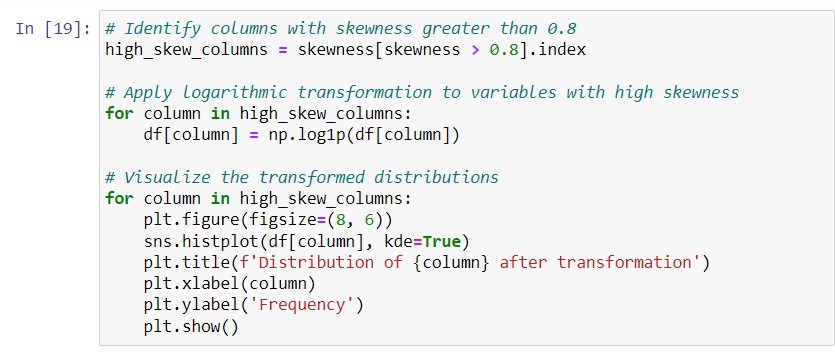 In [19]: # Identify columns with skewness greater than 0.8
high_skew_columns = skewness[skewness > 0.8].index

# Apply logarithmic transformation to variables with high skewness
for column in high_skew_columns:
    df[column] = np.log1p(df[column])

# Visualize the transformed distributions
for column in high_skew_columns:
    plt.figure(figsize=(8, 6))
    sns.histplot(df[column], kde=True)
    plt.title(f'Distribution of {column} after transformation')
    plt.xlabel(column)
    plt.ylabel('Frequency')
    plt.show()